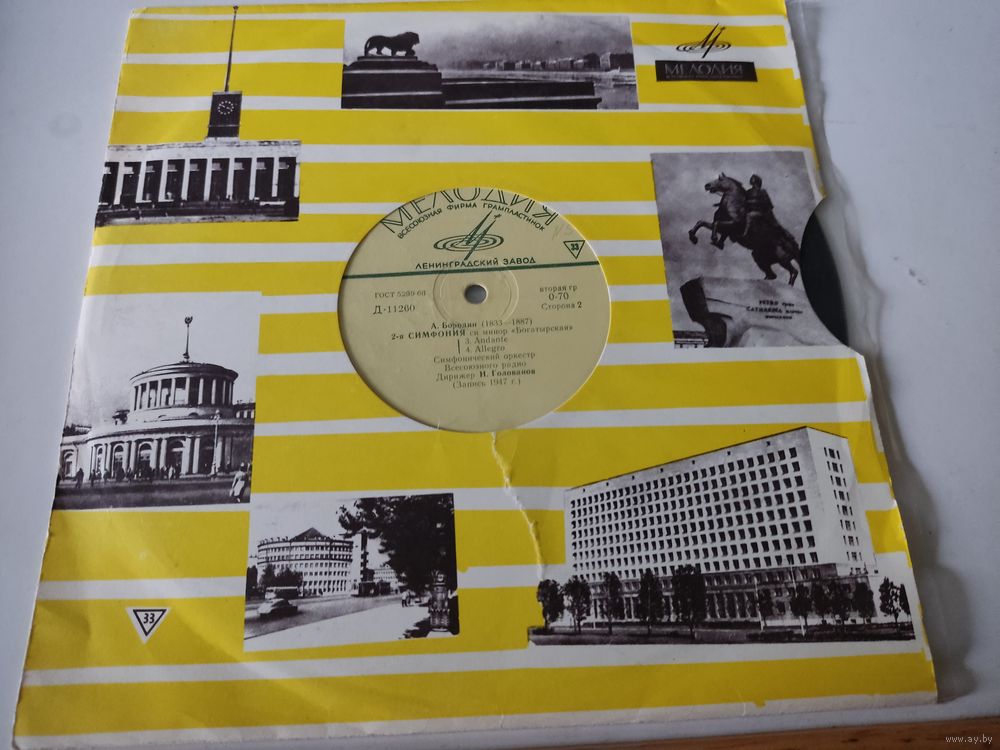 МЕЛОДИЯ
МЕЛОДИЯ
ВСЕСОЮЗНАЯ ФИРМА ГРАМПЛАСТИНОК
33
ЛЕНИНГРАДСКИЙ ЗАВОД
ГОСТ 5289-68
Д-11260
вторая гр
0-70
Сторона 2
А. Бородин (1833—1887)
2-я СИМФОНИЯ си минор «Богатырская»
3. Andante
4. Allegro
Симфонический оркестр
Всесоюзного радио
Дирижер Н. Голованов
(Запись 1947 г.)
PETRO
CATHARINA
33
www.ay.by